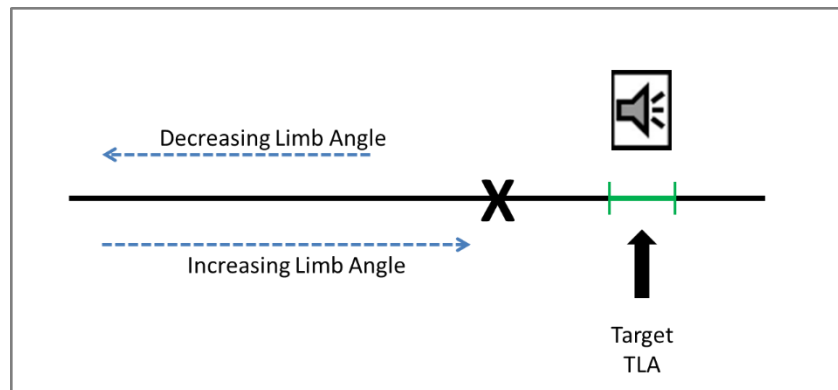 Decreasing Limb Angle
X
Increasing Limb Angle
Target
TLA